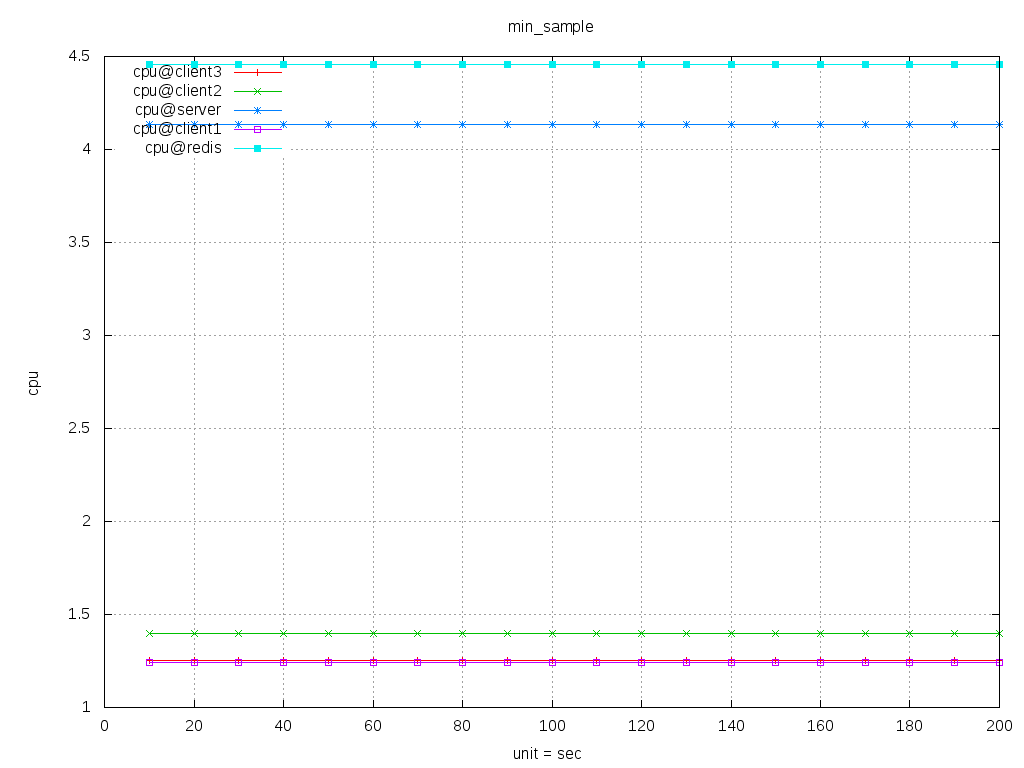 min_sample
4.5
cpu@client3
cpu@client2
cpu@server
cpu@client1
cpu@redis
4
3.5
3
cpu
2.5
2
1.5
1
0 20 40 60 80 100 120 140 160 180 200
unit = sec